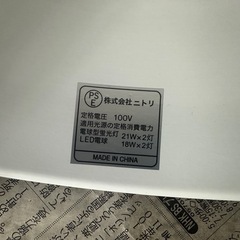 PS
E
株式会社ニトリ
定格電圧 100V
適用光源の定格消費電力
電球型蛍光灯 21W×2灯
LED電球 18W×2灯
MADE IN CHINA